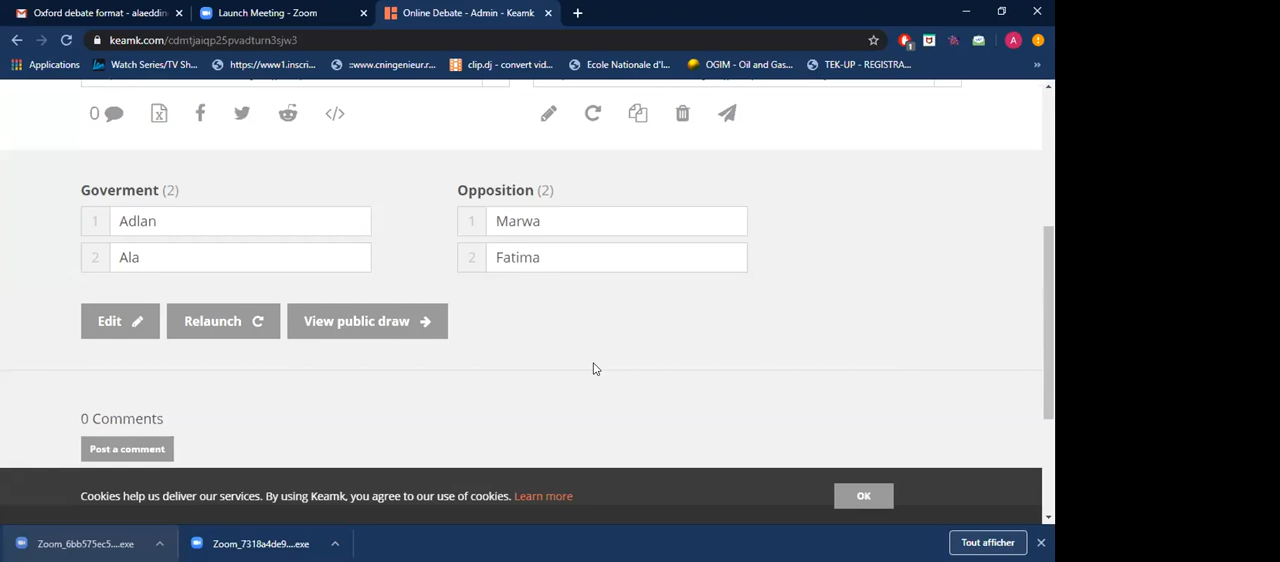 Oxford debate format - alaeddin
Launch Meeting - Zoom
Online Debate - Admin - Keamk
keamk.com/cdmtjaiqp25pvadturn3sjw3
A
1
Applications
Watch Series/TV Sh...
https://www1.inscri...
::www.cningenieur.r...
clip.dj - convert vid...
Ecole Nationale d'I...
OGIM - Oil and Gas...
TEK-UP - REGISTRA...
»
0
Goverment (2)
Opposition (2)
1 Adlan
1 Marwa
2 Ala
2 Fatima
Edit
Relaunch
View public draw
0 Comments
Post a comment
Cookies help us deliver our services. By using Keamk, you agree to our use of cookies. Learn more
OK
Zoom_6bb575ec5....exe
Zoom_7318a4de9....exe
Tout afficher